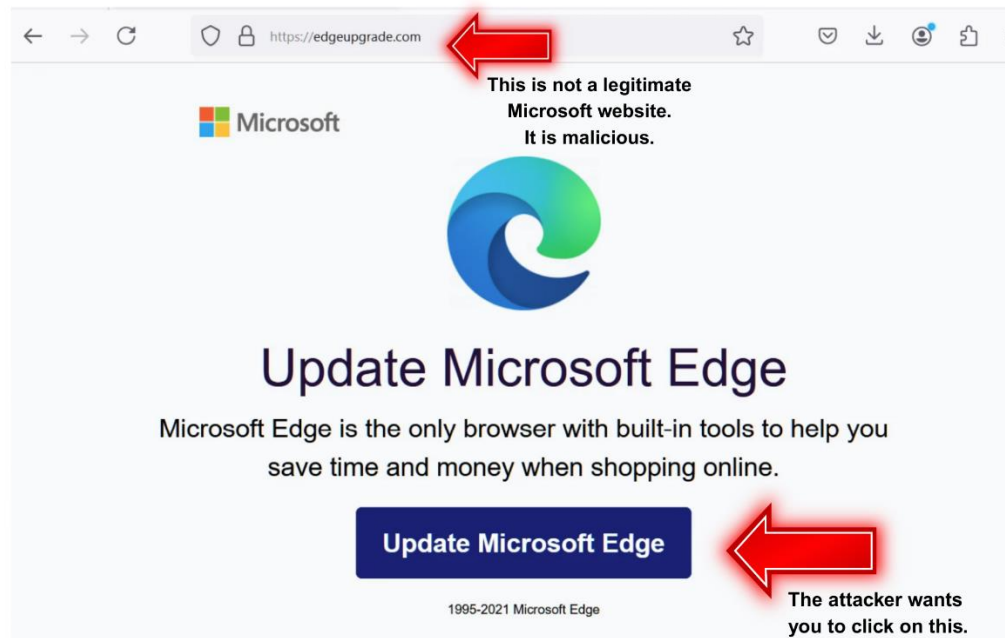 https://edgeupgrade.com
This is not a legitimate
Microsoft website.
It is malicious.
Microsoft
Update Microsoft Edge
Microsoft Edge is the only browser with built-in tools to help you
save time and money when shopping online.
Update Microsoft Edge
1995-2021 Microsoft Edge
The attacker wants
you to click on this.